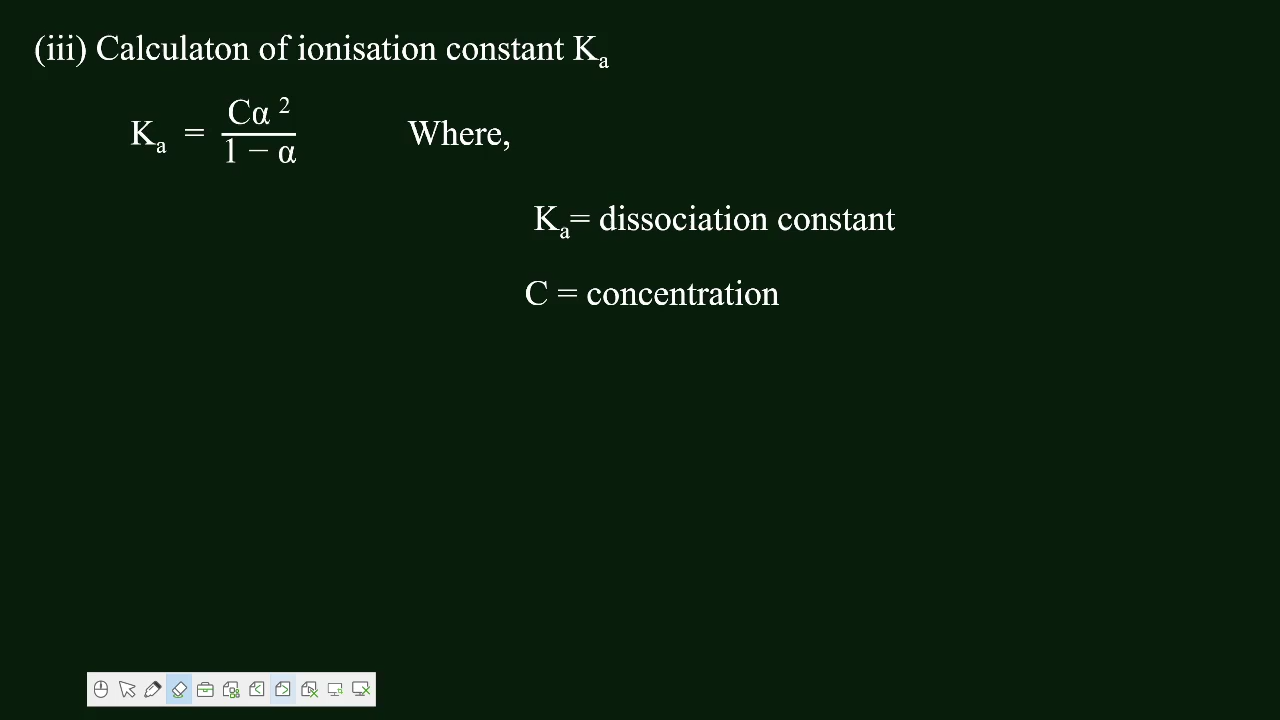 (iii) Calculaton of ionisation constant Kₐ
Kₐ = Cα ² / 1 − α Where,
Kₐ= dissociation constant
C = concentration